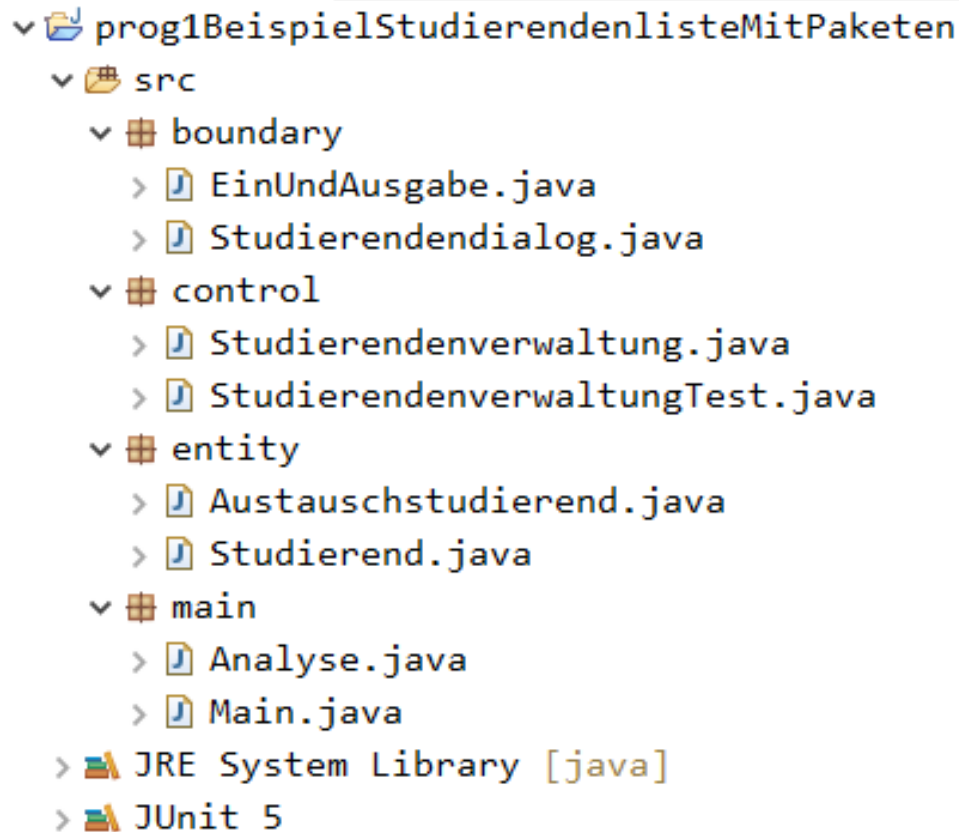 prog1BeispielStudierendenlisteMitPaketen
src
boundary
EinUndAusgabe.java
Studierendendialog.java
control
Studierendenverwaltung.java
StudierendenverwaltungTest.java
entity
Austauschstudierend.java
Studierend.java
main
Analyse.java
Main.java
JRE System Library [java]
JUnit 5